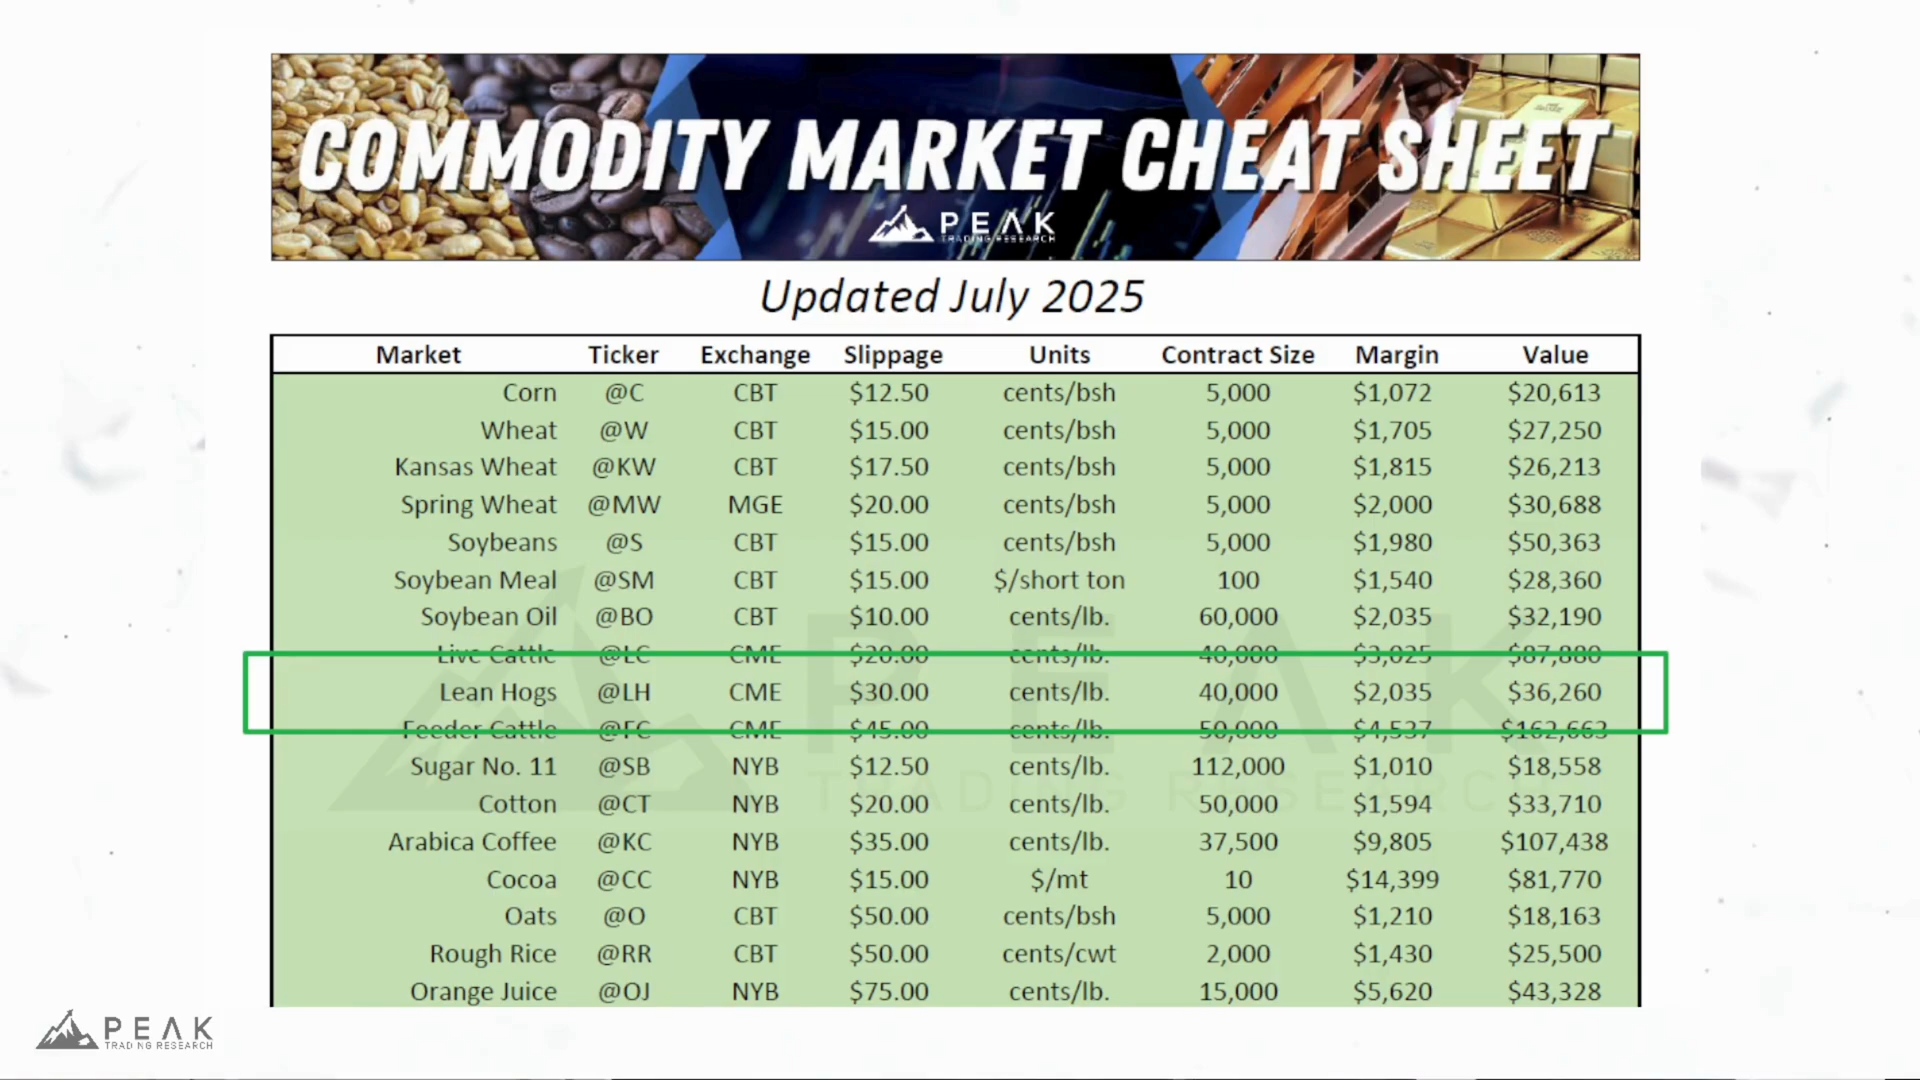 COMMODITY MARKET CHEAT SHEET
PEAK
TRADING RESEARCH
Updated July 2025
Market Ticker Exchange Slippage Units Contract Size Margin Value
Corn @C CBT $12.50 cents/bsh 5,000 $1,072 $20,613
Wheat @W CBT $15.00 cents/bsh 5,000 $1,705 $27,250
Kansas Wheat @KW CBT $17.50 cents/bsh 5,000 $1,815 $26,213
Spring Wheat @MW MGE $20.00 cents/bsh 5,000 $2,000 $30,688
Soybeans @S CBT $15.00 cents/bsh 5,000 $1,980 $50,363
Soybean Meal @SM CBT $15.00 $/short ton 100 $1,540 $28,360
Soybean Oil @BO CBT $10.00 cents/lb. 60,000 $2,035 $32,190
Live Cattle @LC CME $20.00 cents/lb. 40,000 $3,025 $87,880
Lean Hogs @LH CME $30.00 cents/lb. 40,000 $2,035 $36,260
Feeder Cattle @FC CME $45.00 cents/lb. 50,000 $4,537 $162,663
Sugar No. 11 @SB NYB $12.50 cents/lb. 112,000 $1,010 $18,558
Cotton @CT NYB $20.00 cents/lb. 50,000 $1,594 $33,710
Arabica Coffee @KC NYB $35.00 cents/lb. 37,500 $9,805 $107,438
Cocoa @CC NYB $15.00 $/mt 10 $14,399 $81,770
Oats @O CBT $50.00 cents/bsh 5,000 $1,210 $18,163
Rough Rice @RR CBT $50.00 cents/cwt 2,000 $1,430 $25,500
Orange Juice @OJ NYB $75.00 cents/lb. 15,000 $5,620 $43,328
PEAK
TRADING RESEARCH
PEAK
TRADING RESEARCH